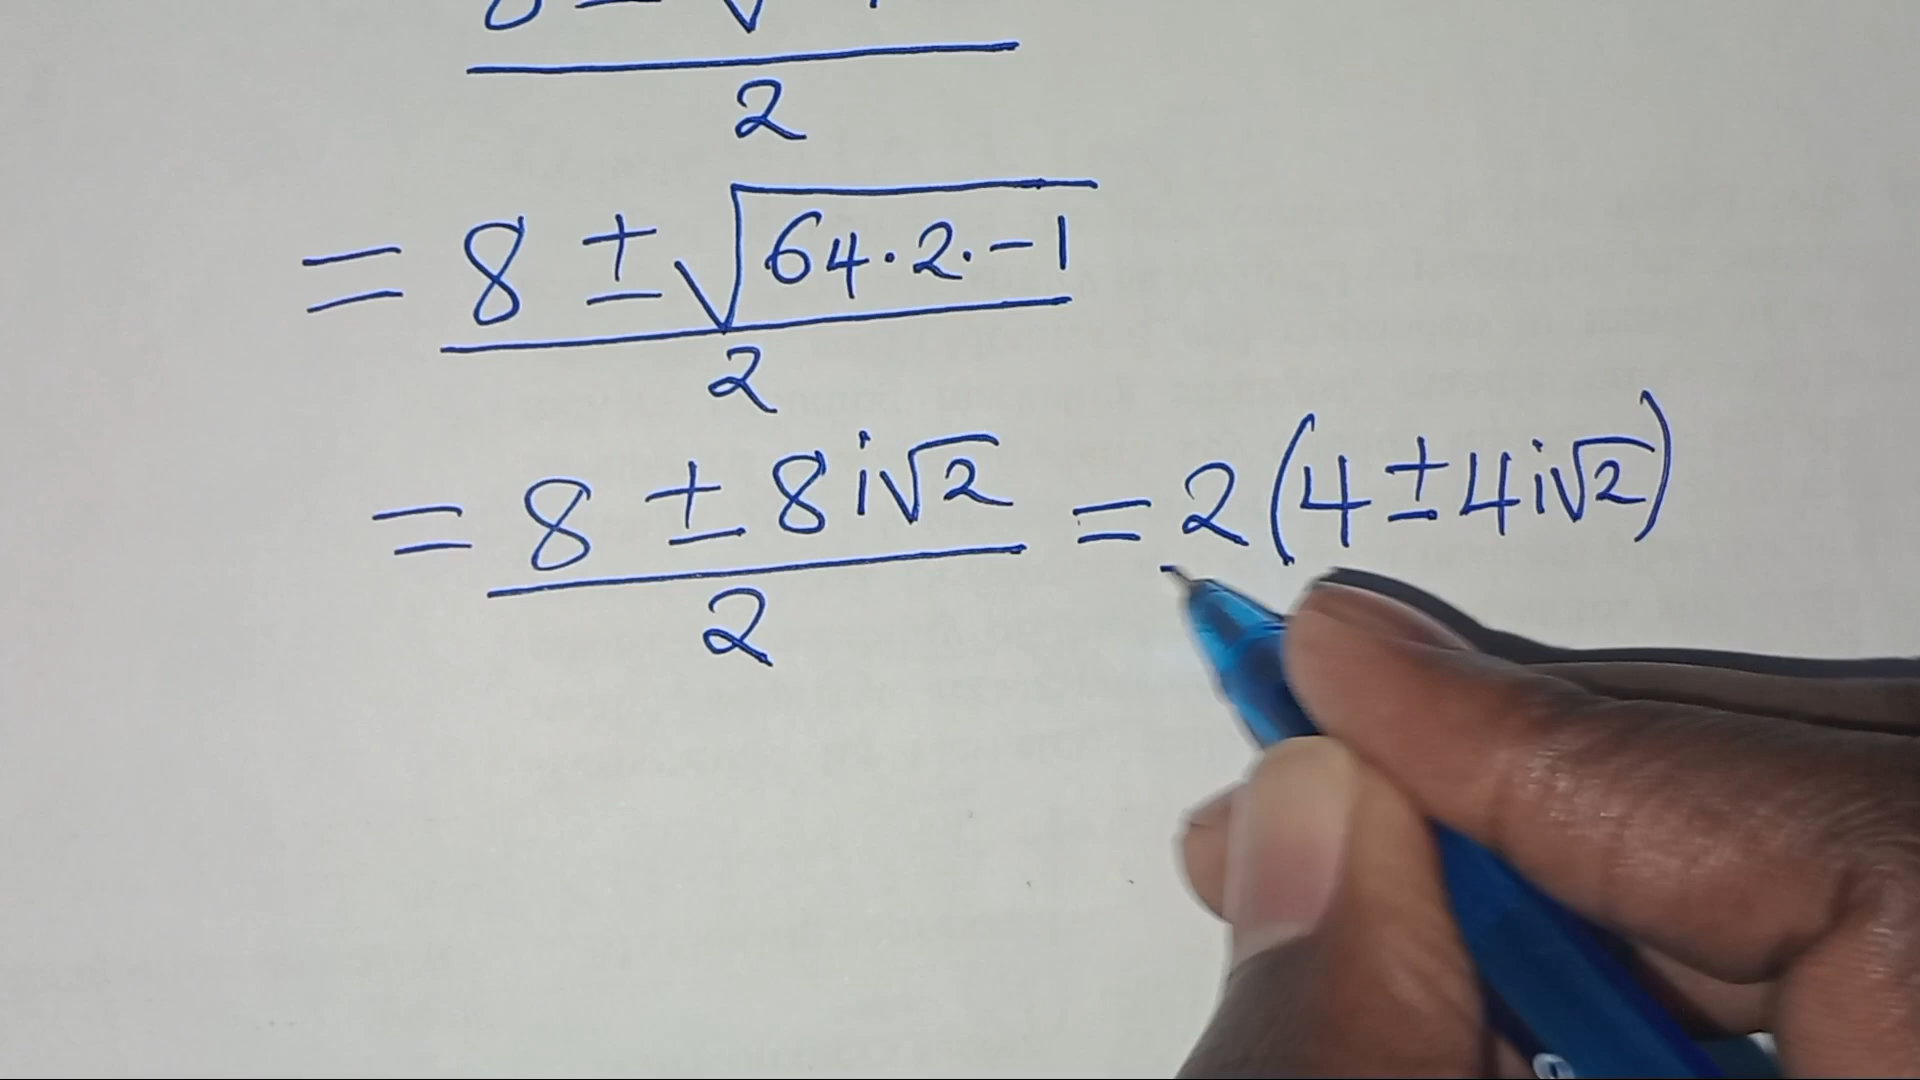 2
= 8 ± √64·2·-1
2
= 8 ± 8i√2 = 2(4 ± 4i√2)
2